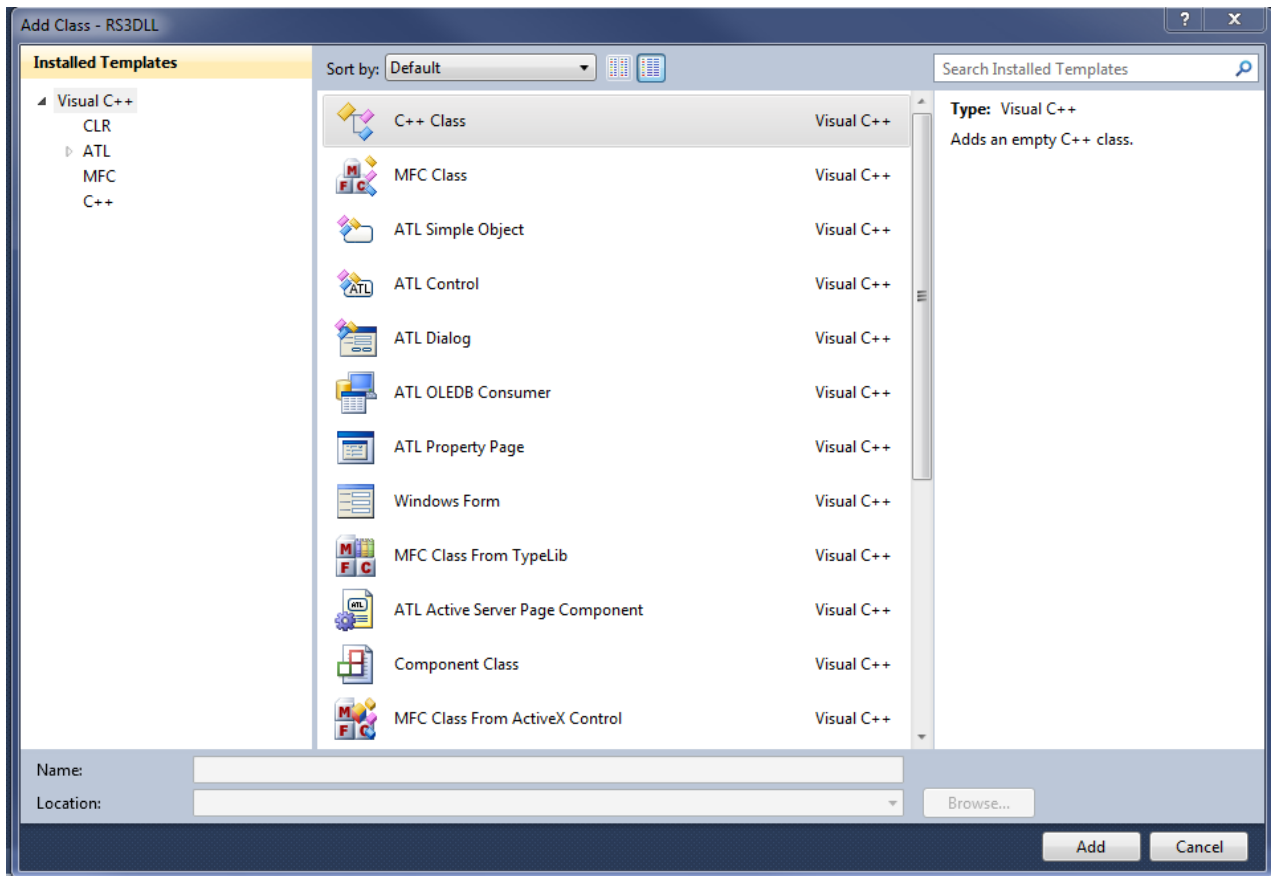 Add Class - RS3DLL
? X
Installed Templates
Sort by: Default
Search Installed Templates
Visual C++
CLR
ATL
MFC
C++
C++ Class Visual C++
MFC Class Visual C++
ATL Simple Object Visual C++
ATL Control Visual C++
ATL Dialog Visual C++
ATL OLEDB Consumer Visual C++
ATL Property Page Visual C++
Windows Form Visual C++
MFC Class From TypeLib Visual C++
ATL Active Server Page Component Visual C++
Component Class Visual C++
MFC Class From ActiveX Control Visual C++
Type: Visual C++
Adds an empty C++ class.
Name:
Location:
Browse...
Add Cancel